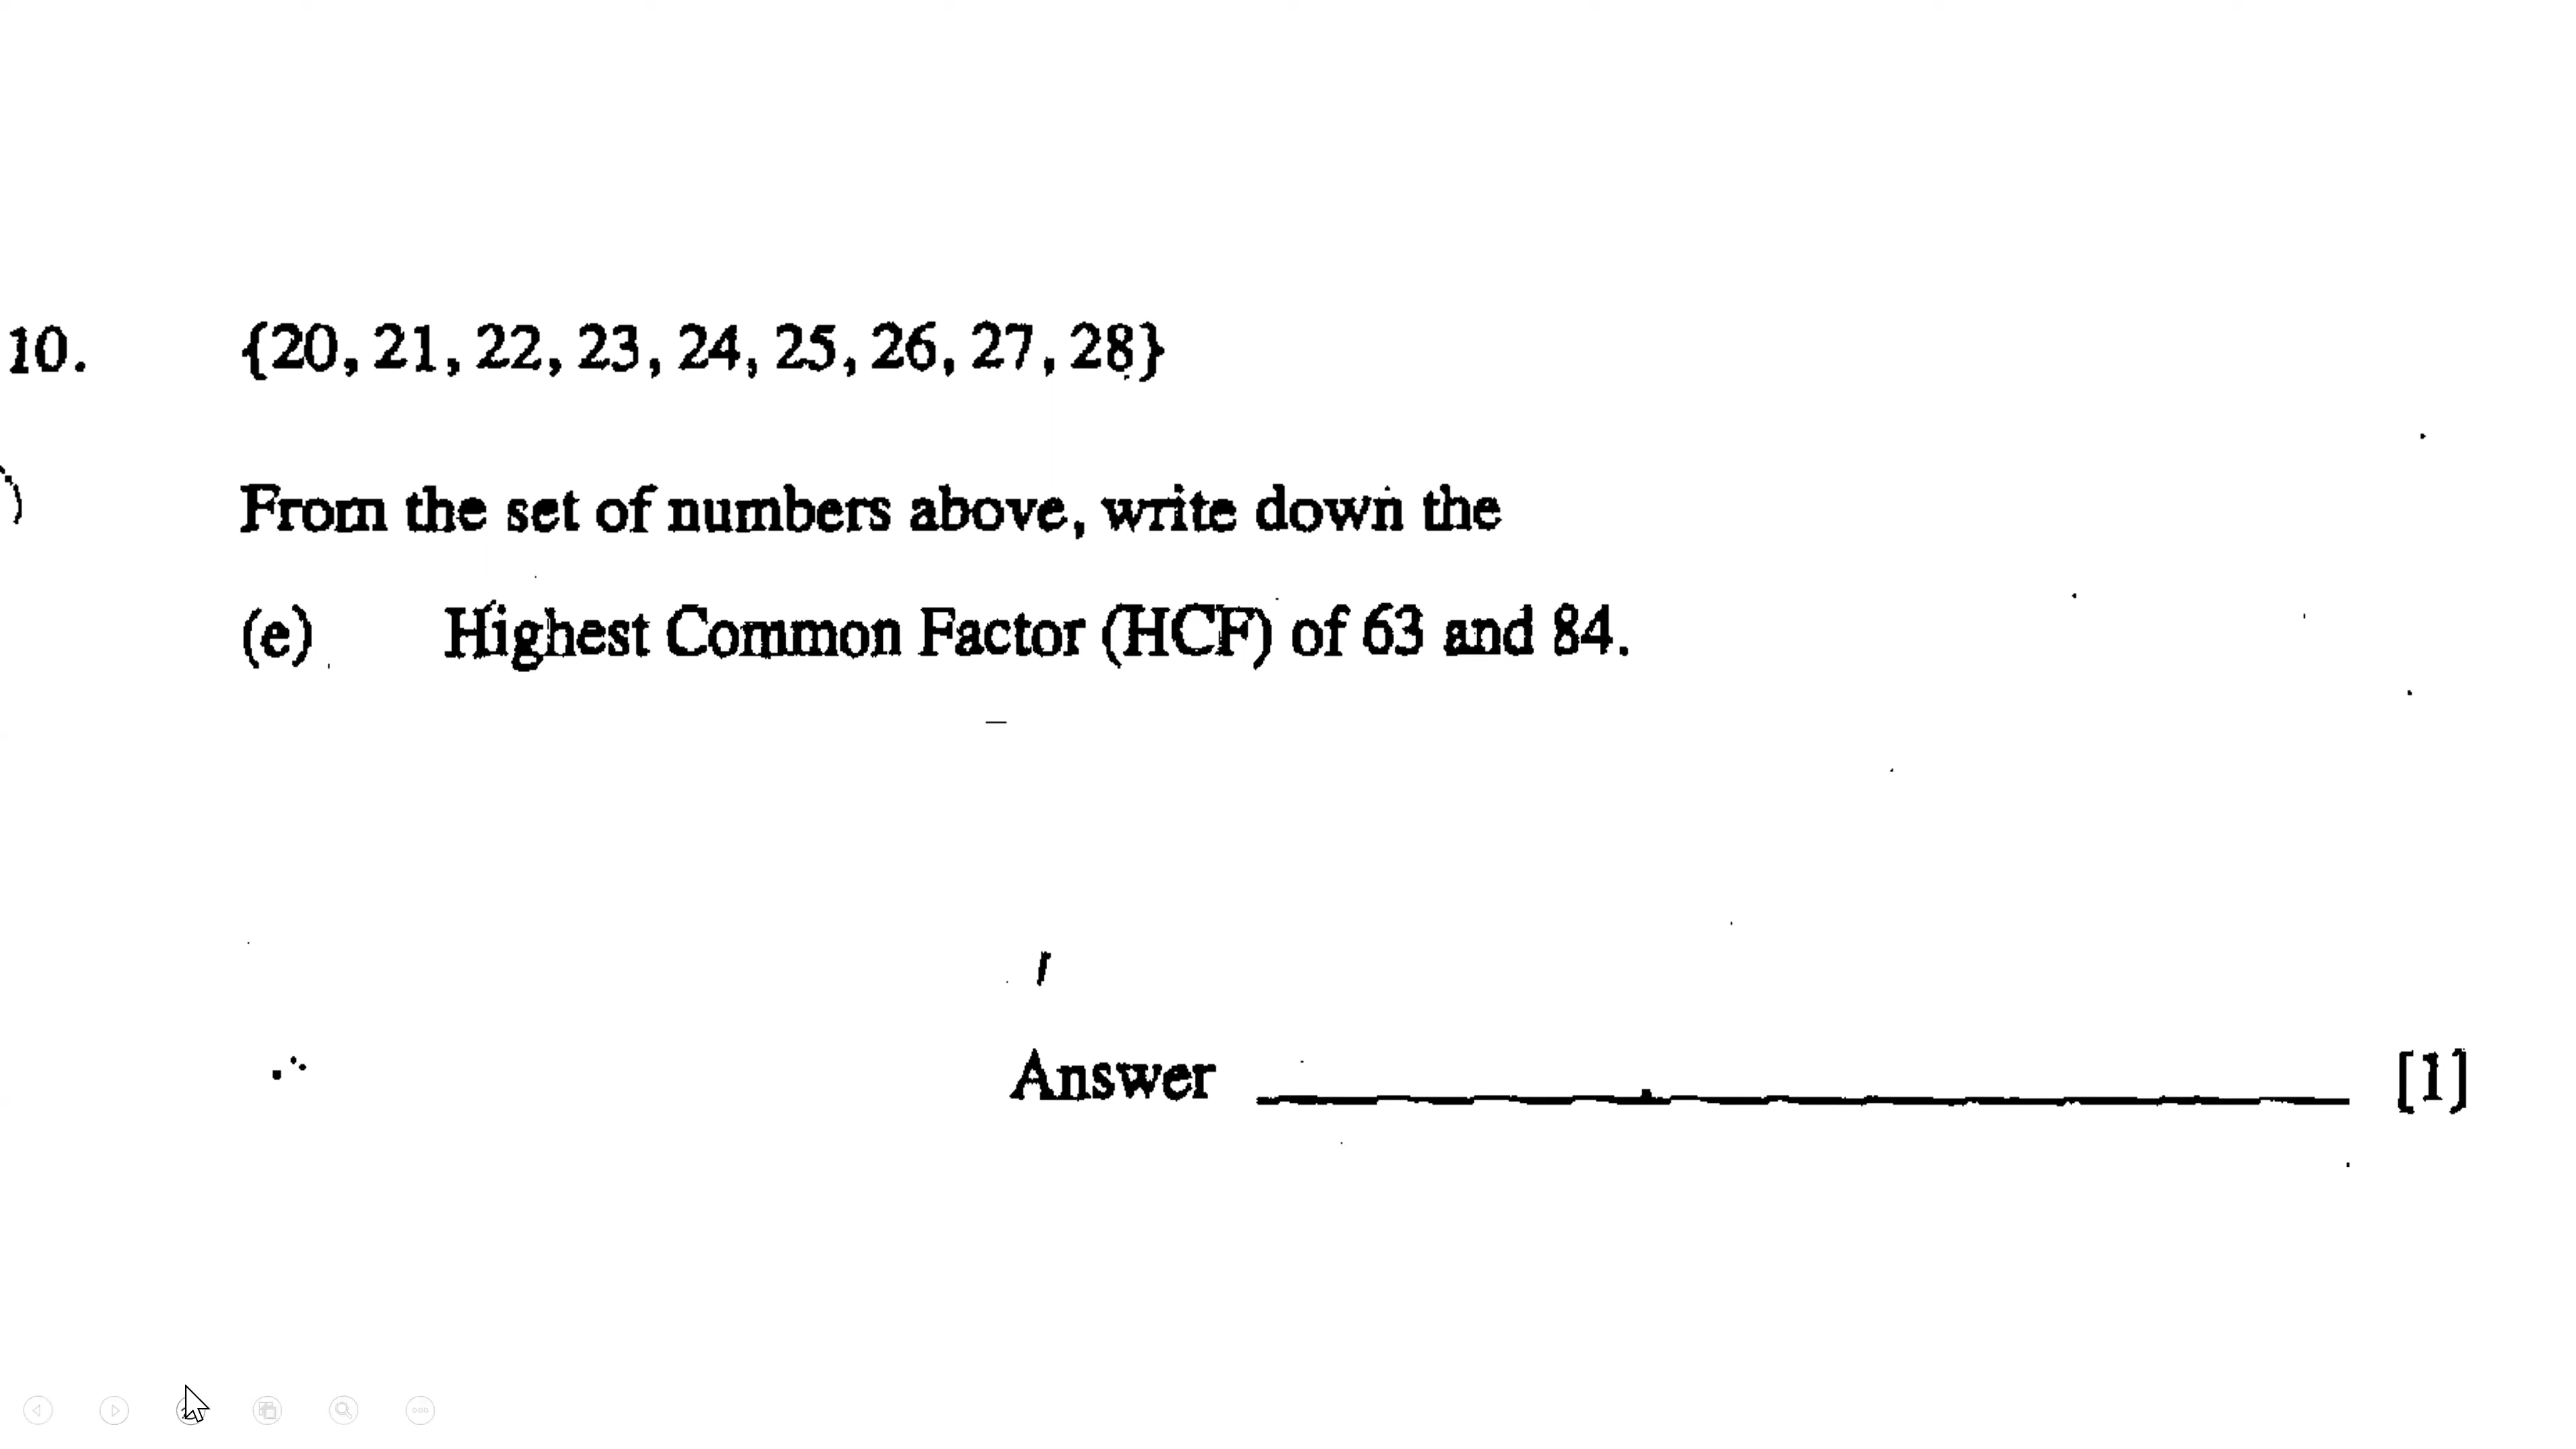 10. {20, 21, 22, 23, 24, 25, 26, 27, 28}
From the set of numbers above, write down the
(e) Highest Common Factor (HCF) of 63 and 84.
Answer [1]